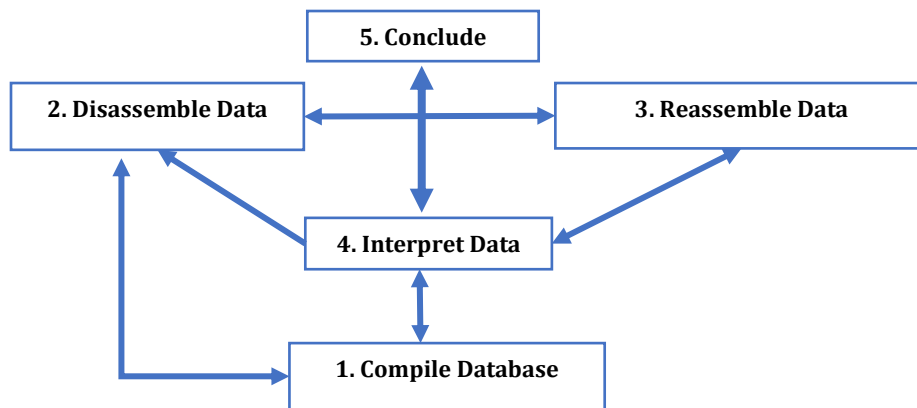 5. Conclude
2. Disassemble Data
3. Reassemble Data
4. Interpret Data
1. Compile Database